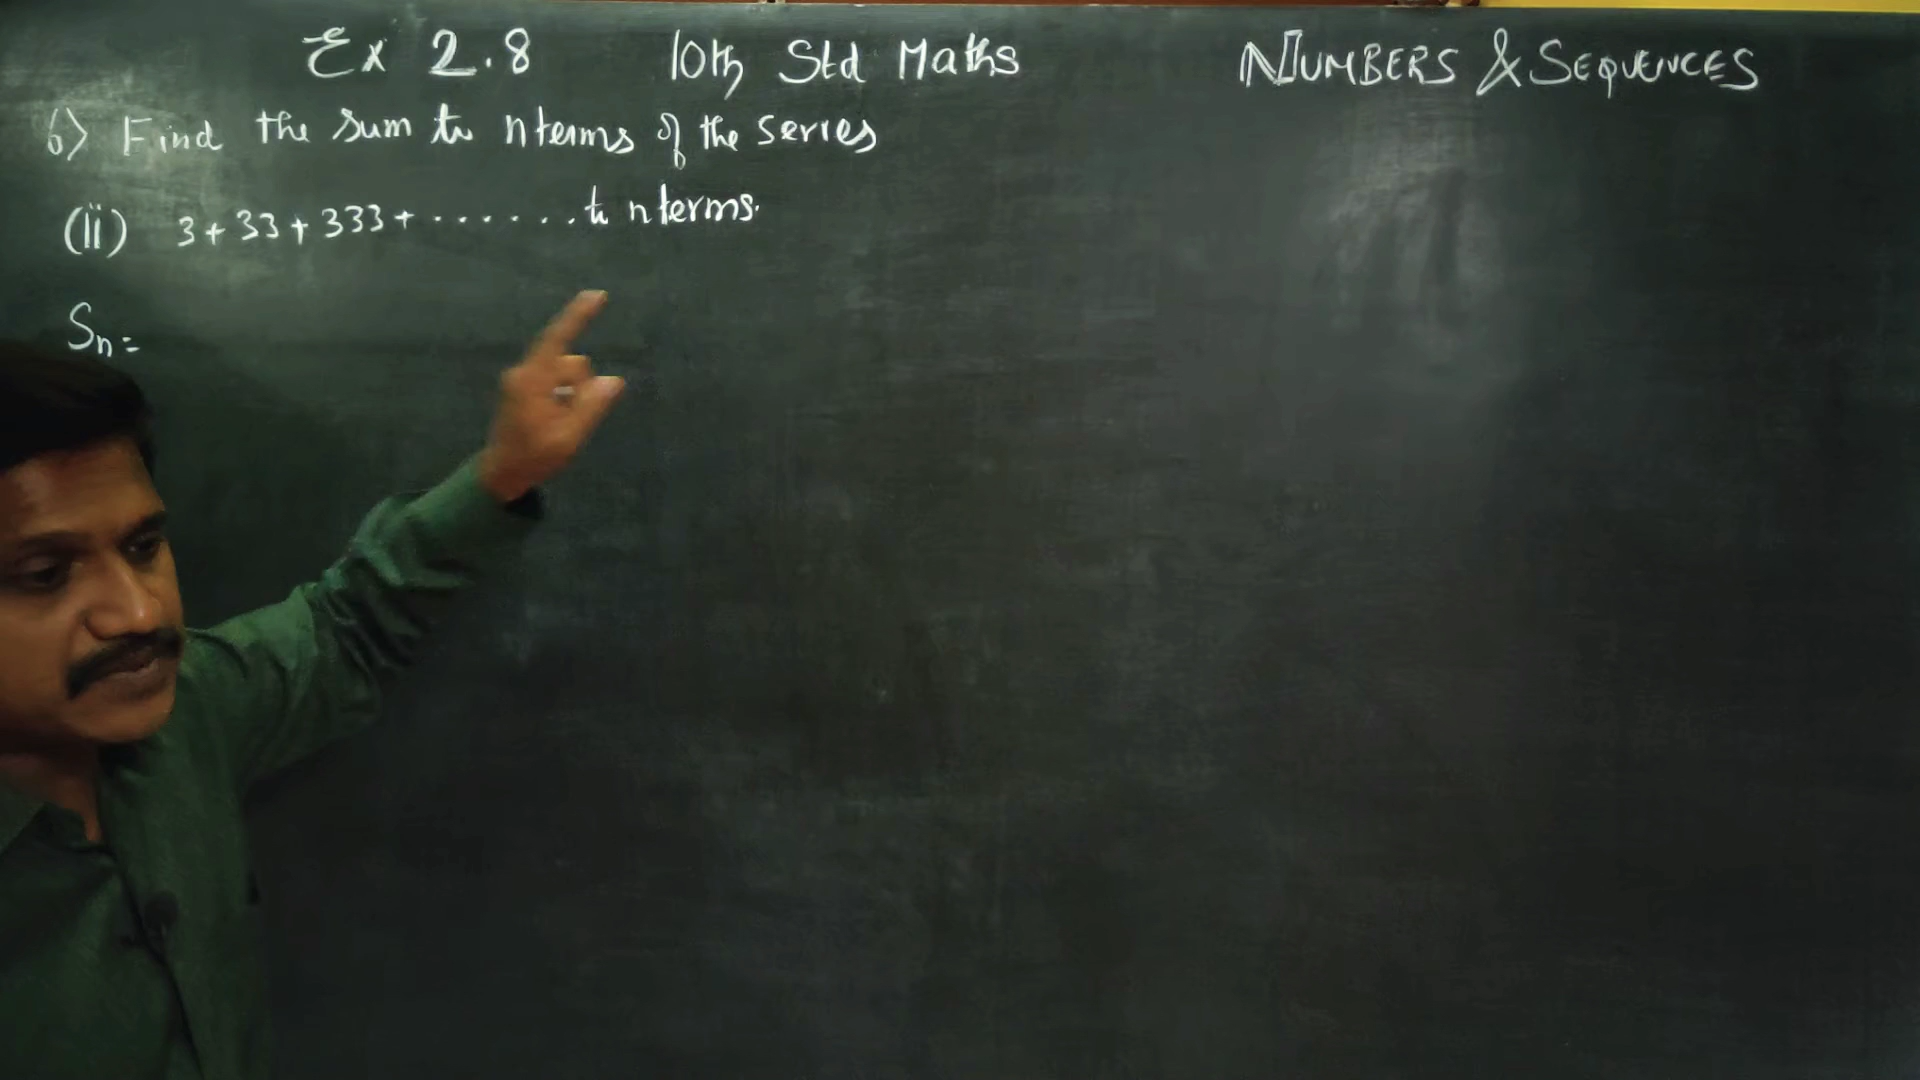 Ex 2.8 10th Std Maths NUMBERS & SEQUENCES
6) Find the sum to n terms of the series
(ii) 3+33+333+....... to n terms.
Sn=